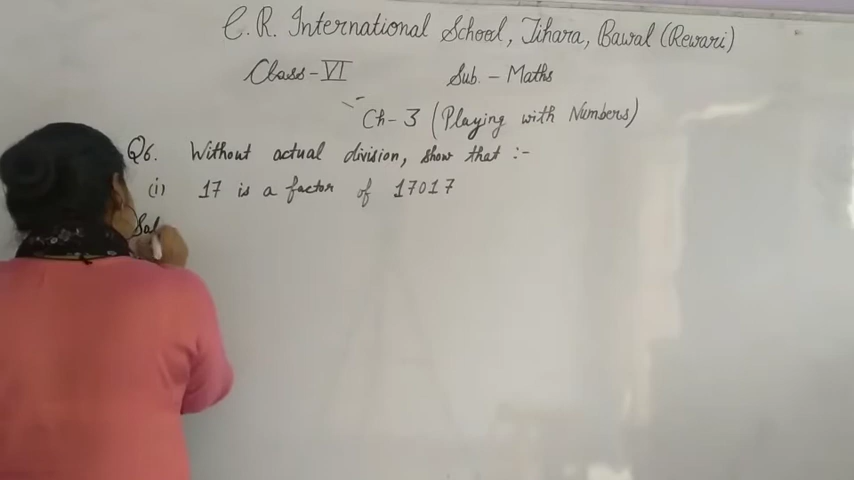 C. R. International School, Jihara, Bawal (Rewari)
Class - VI Sub. - Maths
Ch - 3 (Playing with Numbers)
Q6. Without actual division, show that :-
(i) 17 is a factor of 17017
Sol